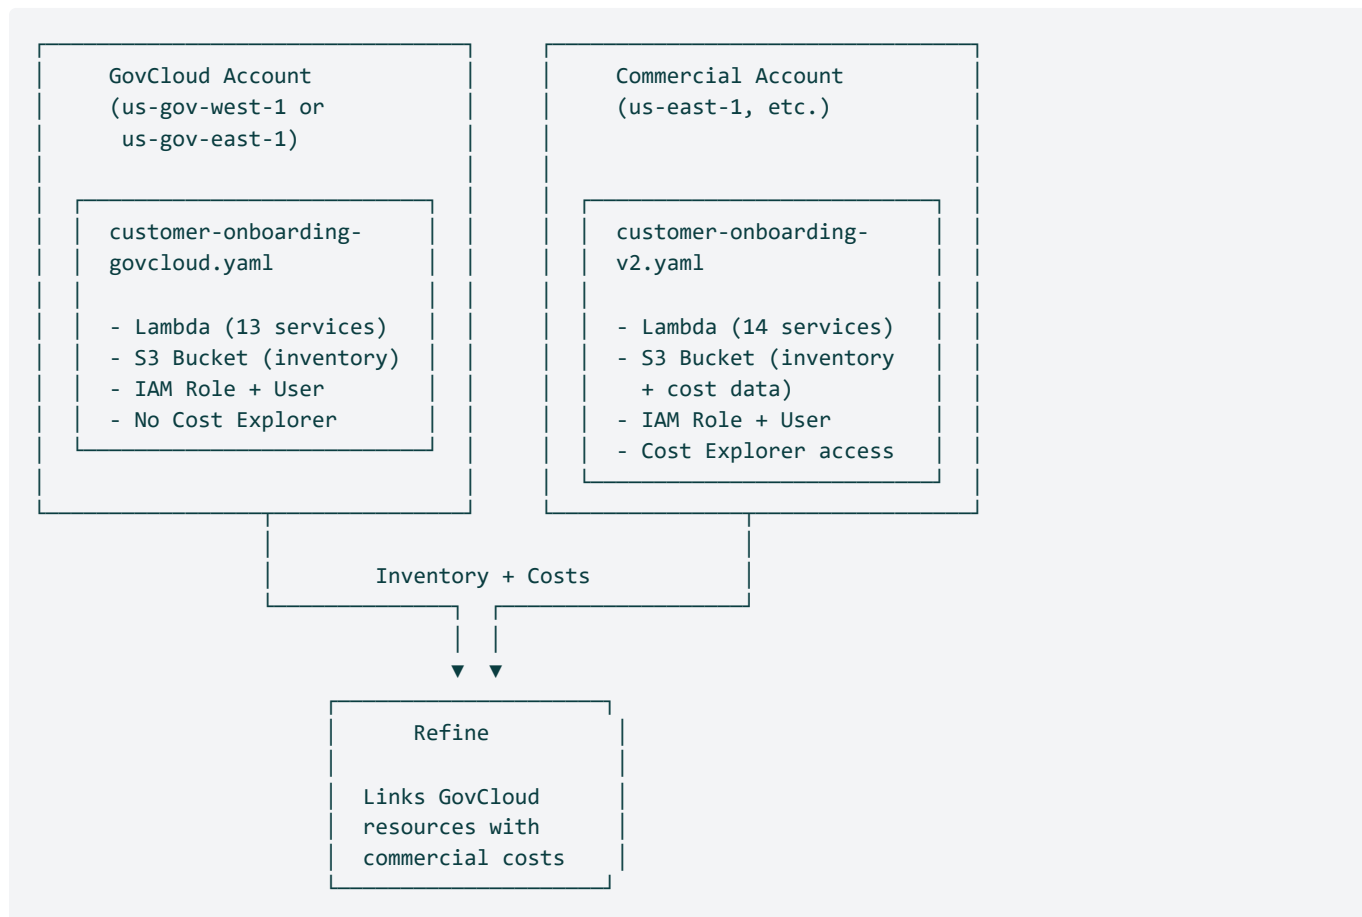 GovCloud Account
(us-gov-west-1 or
us-gov-east-1)
customer-onboarding-
govcloud.yaml
- Lambda (13 services)
- S3 Bucket (inventory)
- IAM Role + User
- No Cost Explorer
Commercial Account
(us-east-1, etc.)
customer-onboarding-
v2.yaml
- Lambda (14 services)
- S3 Bucket (inventory
+ cost data)
- IAM Role + User
- Cost Explorer access
Inventory + Costs
Refine
Links GovCloud
resources with
commercial costs